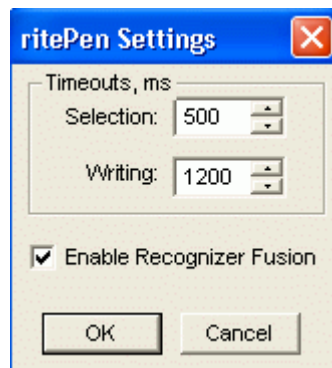 ritePen Settings
Timeouts, ms
Selection: 500
Writing: 1200
Enable Recognizer Fusion
OK Cancel